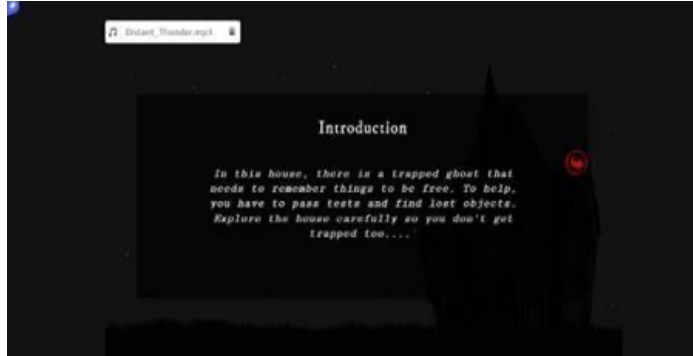 Distant_Thunder.mp3
Introduction
In this house, there is a trapped ghost that
needs to remember things to be free. To help,
you have to pass tests and find lost objects.
Explore the house carefully so you don't get
trapped too....